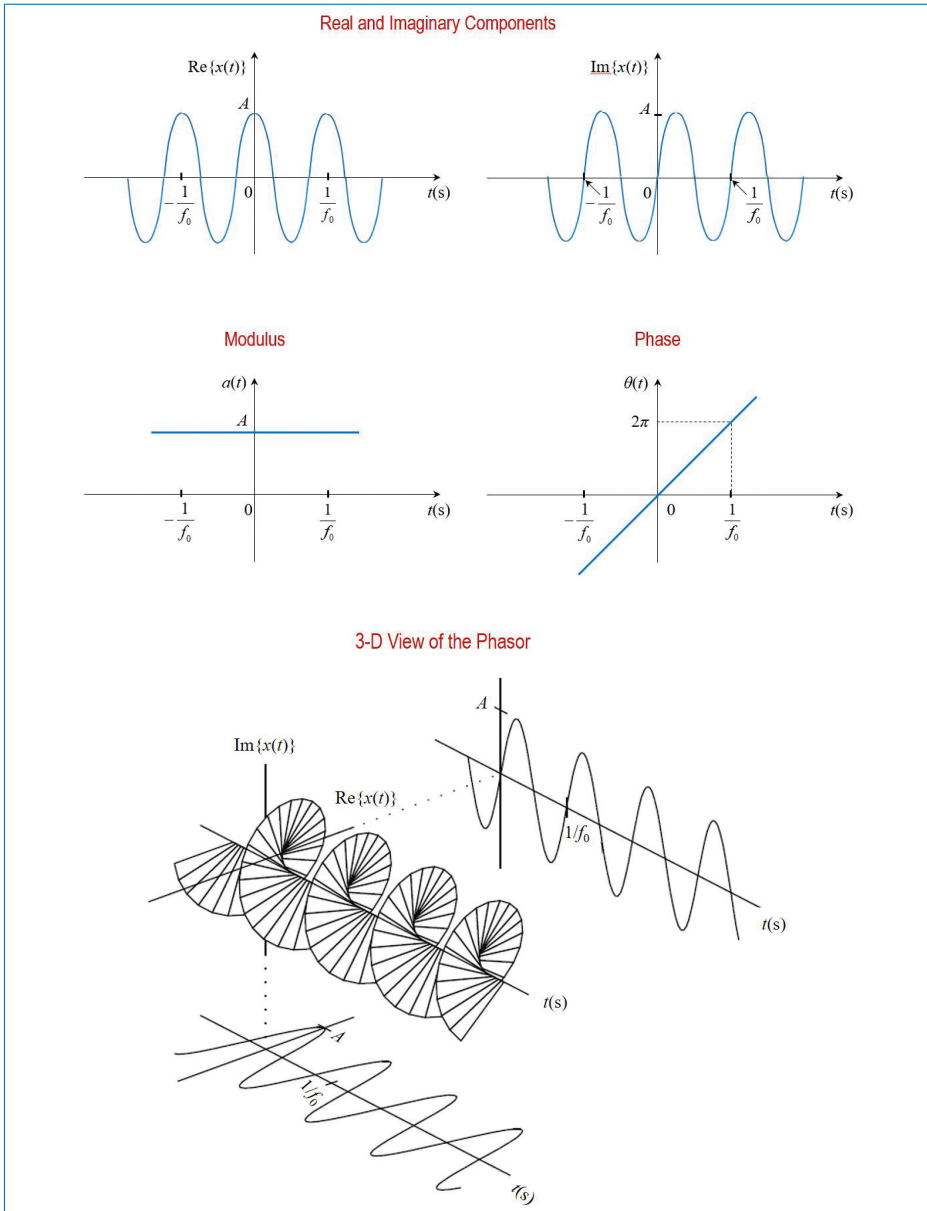 Real and Imaginary Components
Re{x(t)}
A
0
-1/f₀
1/f₀
t(s)
Im{x(t)}
A
0
-1/f₀
1/f₀
t(s)
Modulus
a(t)
A
-1/f₀
0
1/f₀
t(s)
Phase
θ(t)
2π
-1/f₀
0
1/f₀
t(s)
3-D View of the Phasor
A
1/f₀
t(s)
Im{x(t)}
Re{x(t)}
t(s)
A
1/f₀
t(s)